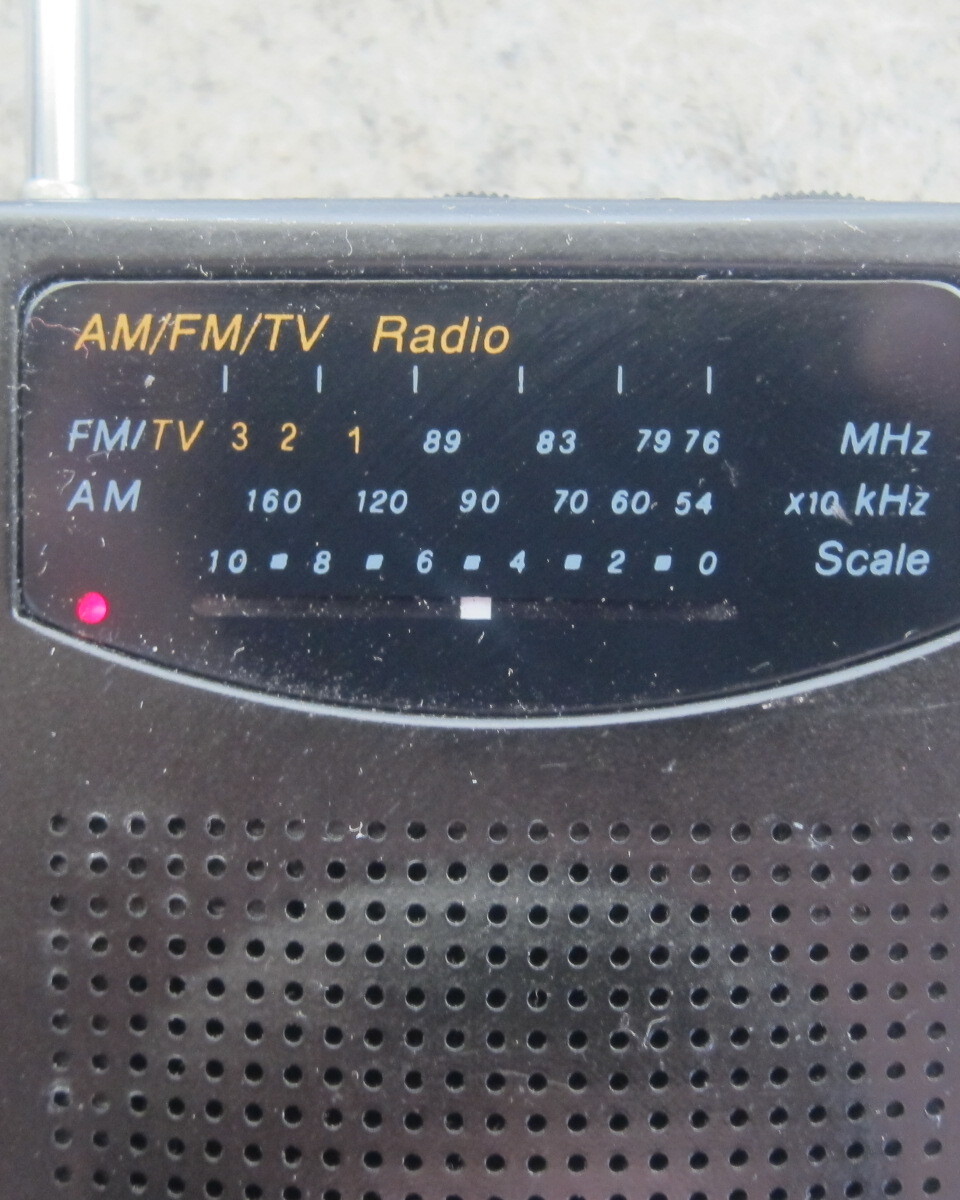 AM/FM/TV Radio
FM/TV 3 2 1 89 83 79 76 MHz
AM 160 120 90 70 60 54 x10 kHz
10 ▪ 8 ▪ 6 ▪ 4 ▪ 2 ▪ 0 Scale